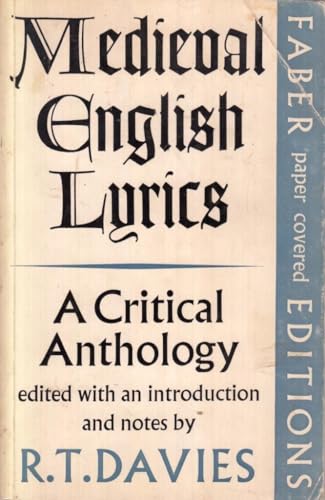 Medieval
English
Lyrics
A Critical
Anthology
edited with an introduction
and notes by
R.T. DAVIES
FABER paper covered EDITIONS